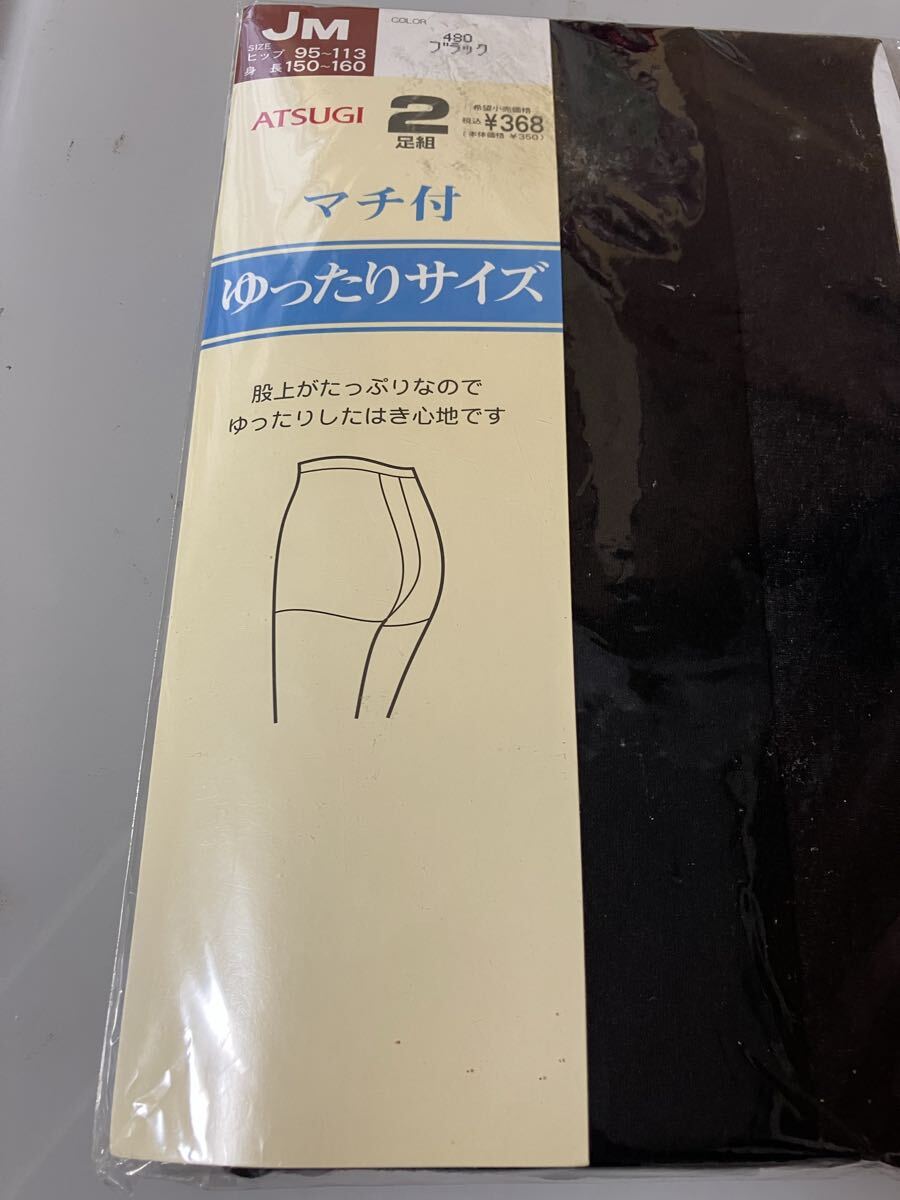 JM
SIZE
ヒップ 95~113
身 長 150~160
COLOR
480
ブラック
ATSUGI
2
足組
希望小売価格
税込 ¥368
(本体価格 ¥350)
マチ付
ゆったりサイズ
股上がたっぷりなので
ゆったりしたはき心地です